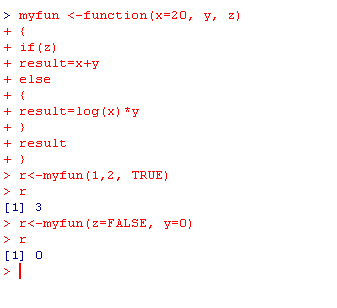 > myfun <-function(x=20, y, z)
+ {
+ if(z)
+ result=x+y
+ else
+ {
+ result=log(x)*y
+ }
+ result
+ }
> r<-myfun(1,2, TRUE)
> r
[1] 3
> r<-myfun(z=FALSE, y=0)
> r
[1] 0
>